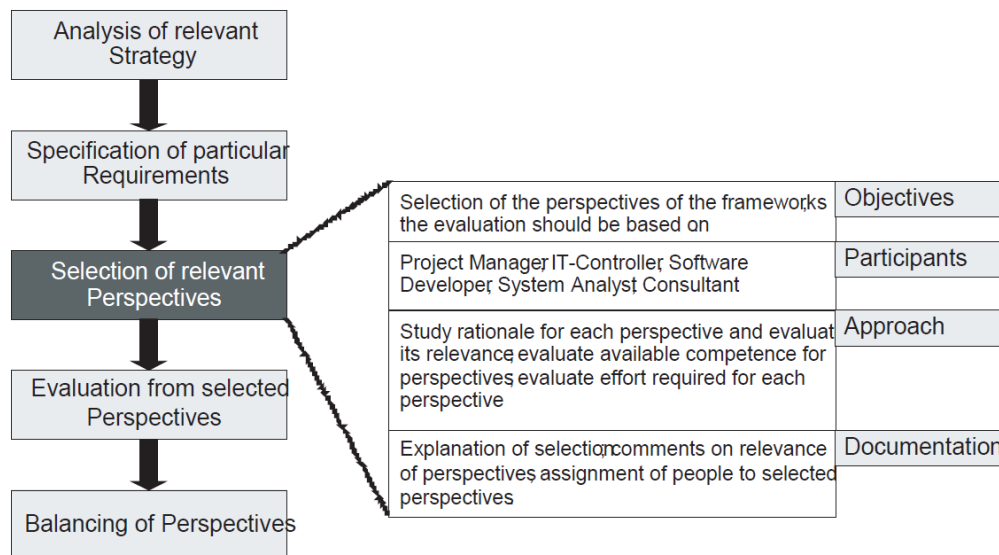 Analysis of relevant
Strategy
Specification of particular
Requirements
Selection of relevant
Perspectives
Evaluation from selected
Perspectives
Balancing of Perspectives
Selection of the perspectives of the frameworks,
the evaluation should be based on
Objectives
Project Manager, IT-Controller, Software
Developer, System Analyst, Consultant
Participants
Study rationale for each perspective and evaluat
its relevance; evaluate available competence for
perspectives; evaluate effort required for each
perspective
Approach
Explanation of selection; comments on relevance
of perspectives, assignment of people to selected
perspectives
Documentation